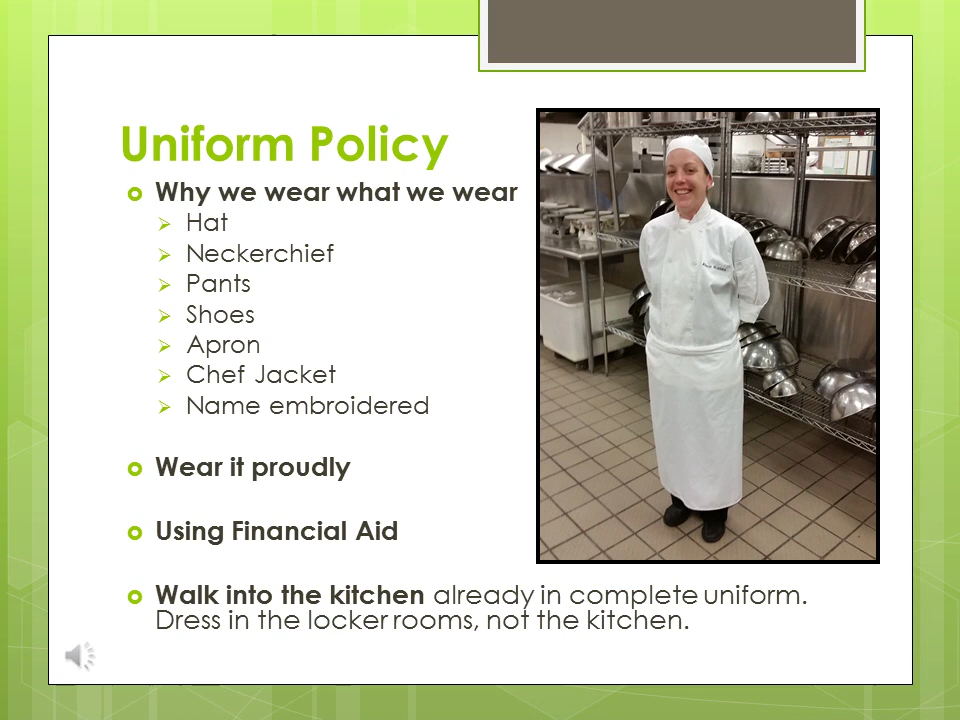 Uniform Policy
Why we wear what we wear
Hat
Neckerchief
Pants
Shoes
Apron
Chef Jacket
Name embroidered
Wear it proudly
Using Financial Aid
Walk into the kitchen already in complete uniform.
Dress in the locker rooms, not the kitchen.